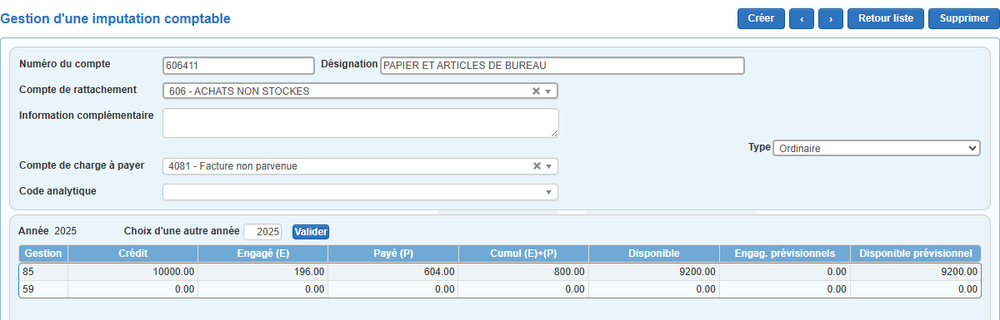 Gestion d'une imputation comptable
Créer ‹ › Retour liste Supprimer
Numéro du compte 606411 Désignation PAPIER ET ARTICLES DE BUREAU
Compte de rattachement 606 - ACHATS NON STOCKES
Information complémentaire
Type Ordinaire
Compte de charge à payer 4081 - Facture non parvenue
Code analytique
Année 2025 Choix d'une autre année 2025 Valider
Gestion Crédit Engagé (E) Payé (P) Cumul (E)+(P) Disponible Engag. prévisionnels Disponible prévisionnel
85 10000.00 196.00 604.00 800.00 9200.00 0.00 9200.00
59 0.00 0.00 0.00 0.00 0.00 0.00 0.00